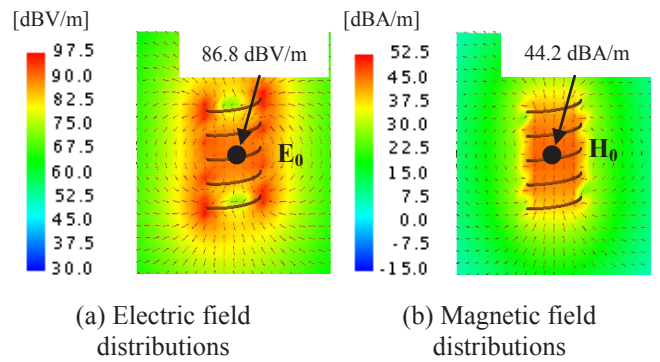 [dBV/m]
97.5
90.0
82.5
75.0
67.5
60.0
52.5
45.0
37.5
30.0
86.8 dBV/m
E₀
[dBA/m]
52.5
45.0
37.5
30.0
22.5
15.0
7.5
0.0
-7.5
-15.0
44.2 dBA/m
H₀
(a) Electric field
distributions
(b) Magnetic field
distributions